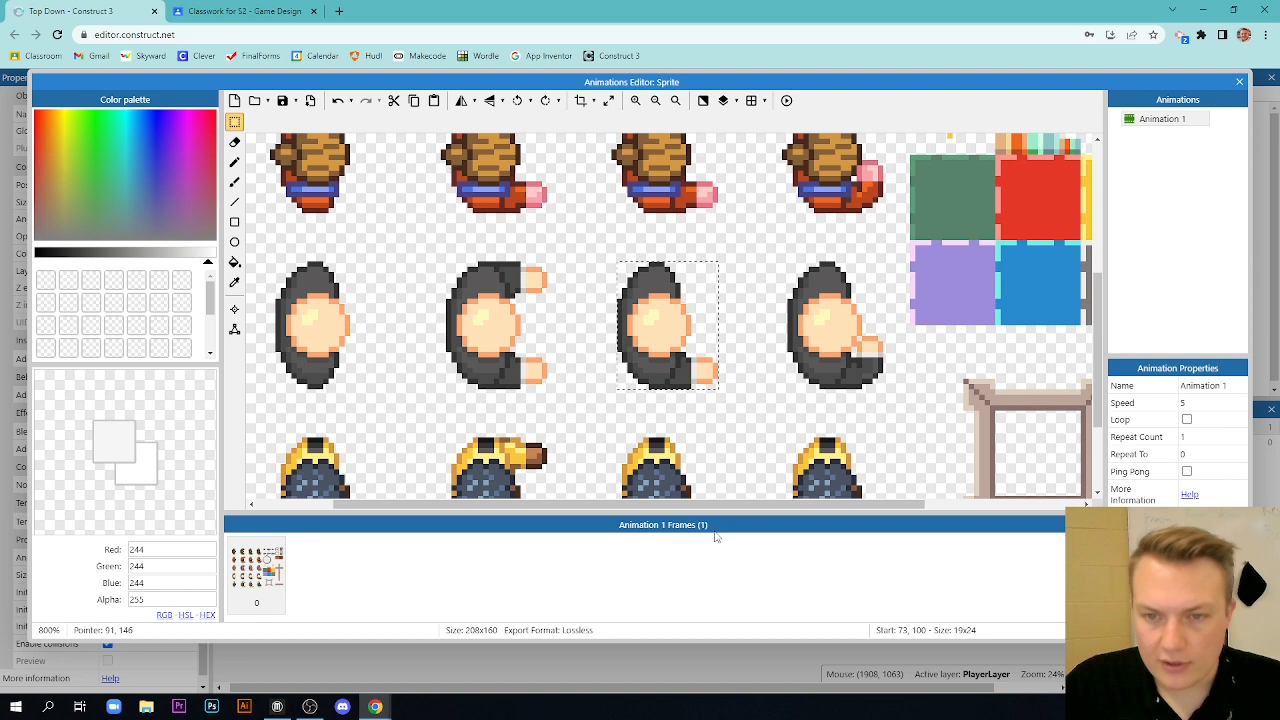 Top Down - Construct 3
Classwork for S2 - Game Design
editor.construct.net
Classroom
Gmail
Skyward
Clever
FinalForms
Calendar
Hudl
Makecode
Wordle
App Inventor
Construct 3
Animations Editor: Sprite
Color palette
Animations
Animation 1
Animation Properties
Name Animation 1
Speed 5
Loop
Repeat Count 1
Repeat To 0
Ping Pong
More Information Help
Animation 1 Frames (1)
0
Red: 244
Green: 244
Blue: 244
Alpha: 255
RGB - HSL - HEX
800% Pointer: 91, 146 Size: 208x160 Export Format: Lossless Start: 73, 100 - Size: 19x24
Enable collisions
Preview
More information Help
Mouse: (1908, 1063) Active layer: PlayerLayer Zoom: 24%